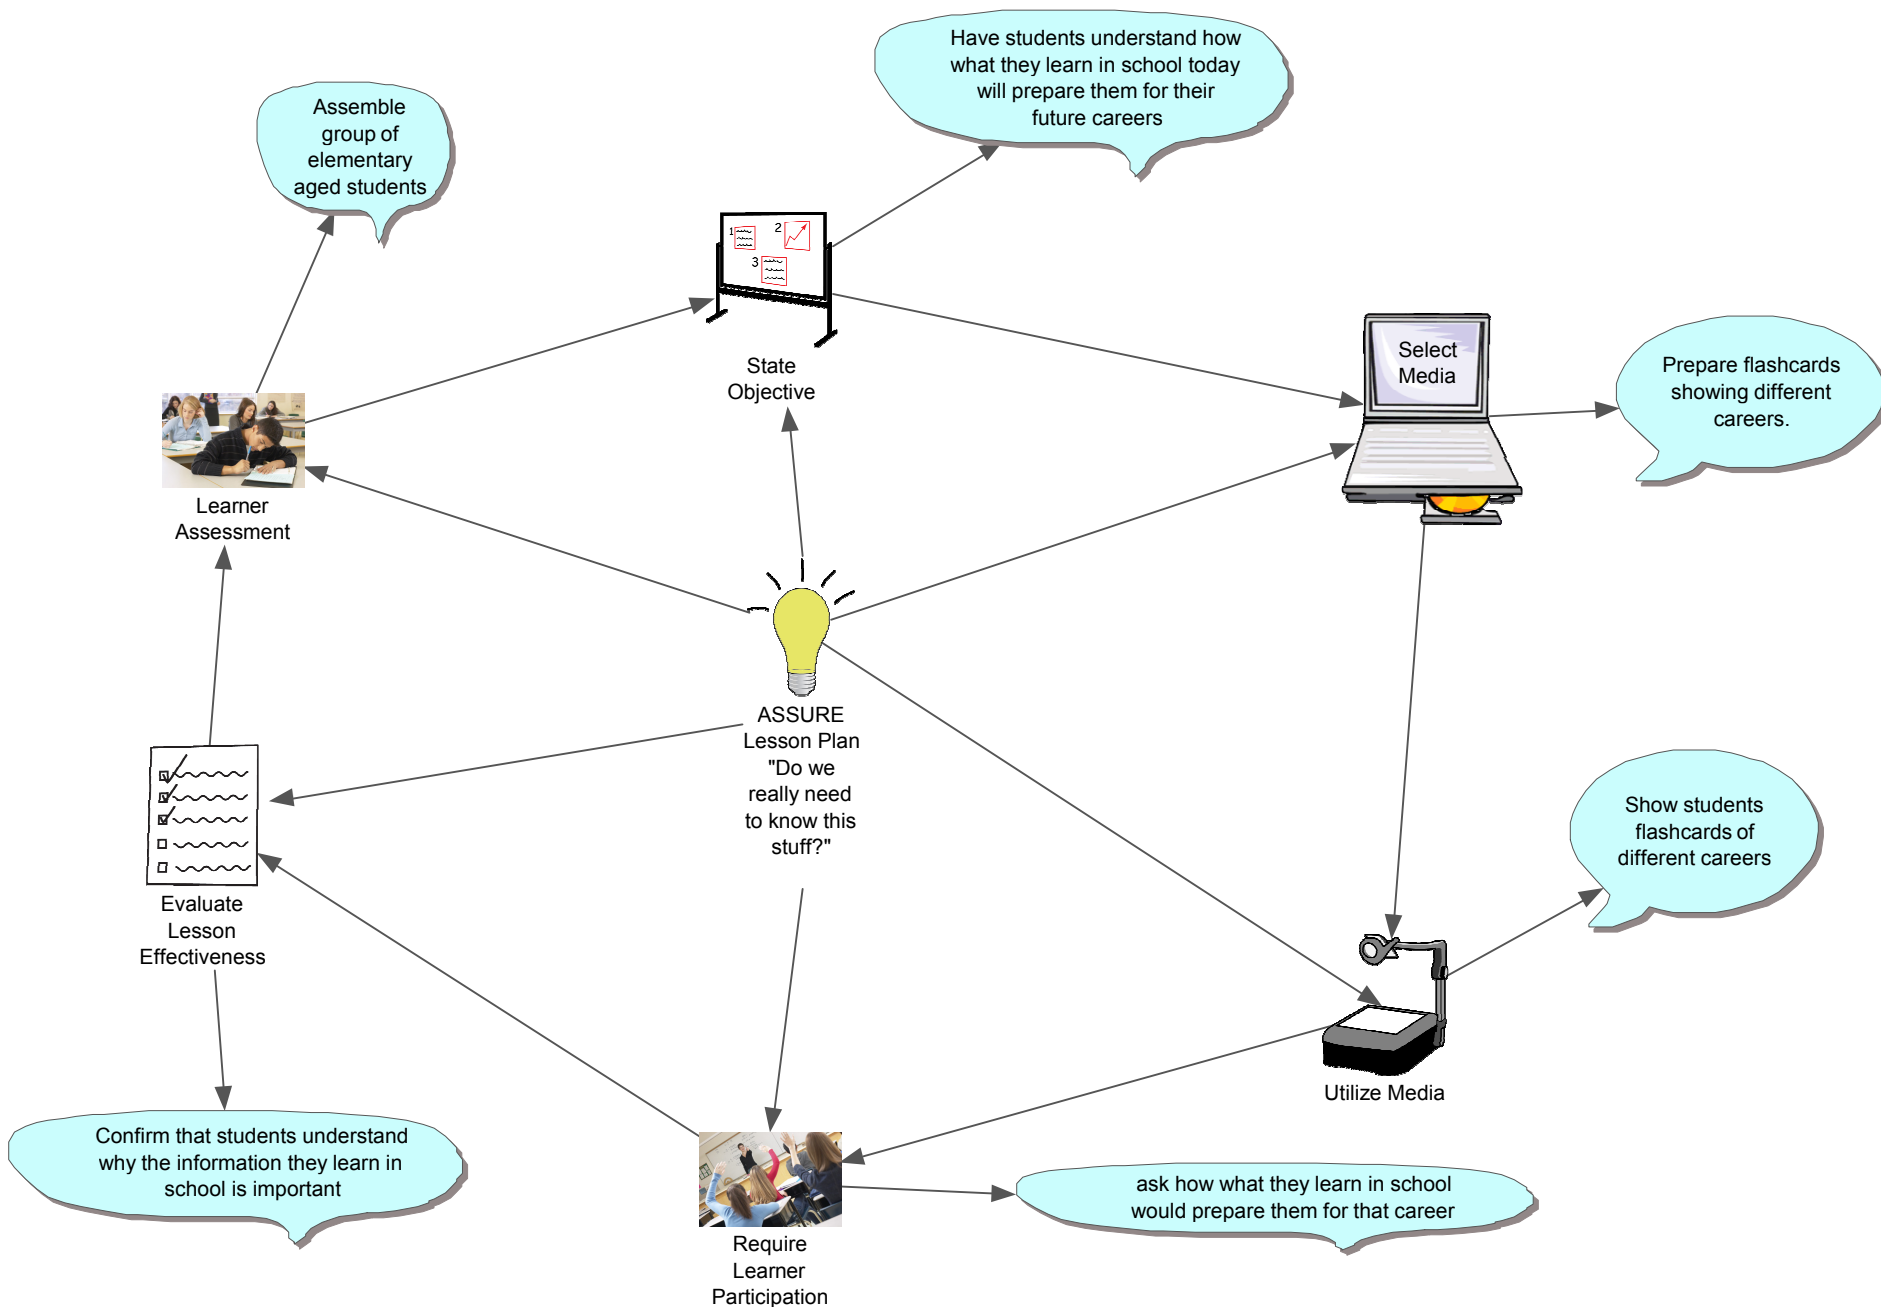 Have students understand how
what they learn in school today
will prepare them for their
future careers
Assemble
group of
elementary
aged students
1
2
3
State
Objective
Select
Media
Prepare flashcards
showing different
careers.
Learner
Assessment
ASSURE
Lesson Plan
"Do we
really need
to know this
stuff?"
Show students
flashcards of
different careers
Evaluate
Lesson
Effectiveness
Utilize Media
Confirm that students understand
why the information they learn in
school is important
ask how what they learn in school
would prepare them for that career
Require
Learner
Participation